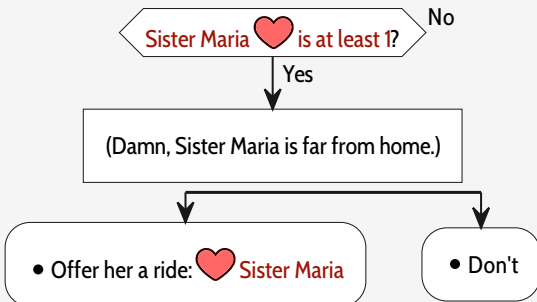 Sister Maria is at least 1?
No
Yes
(Damn, Sister Maria is far from home.)
• Offer her a ride: Sister Maria
• Don't